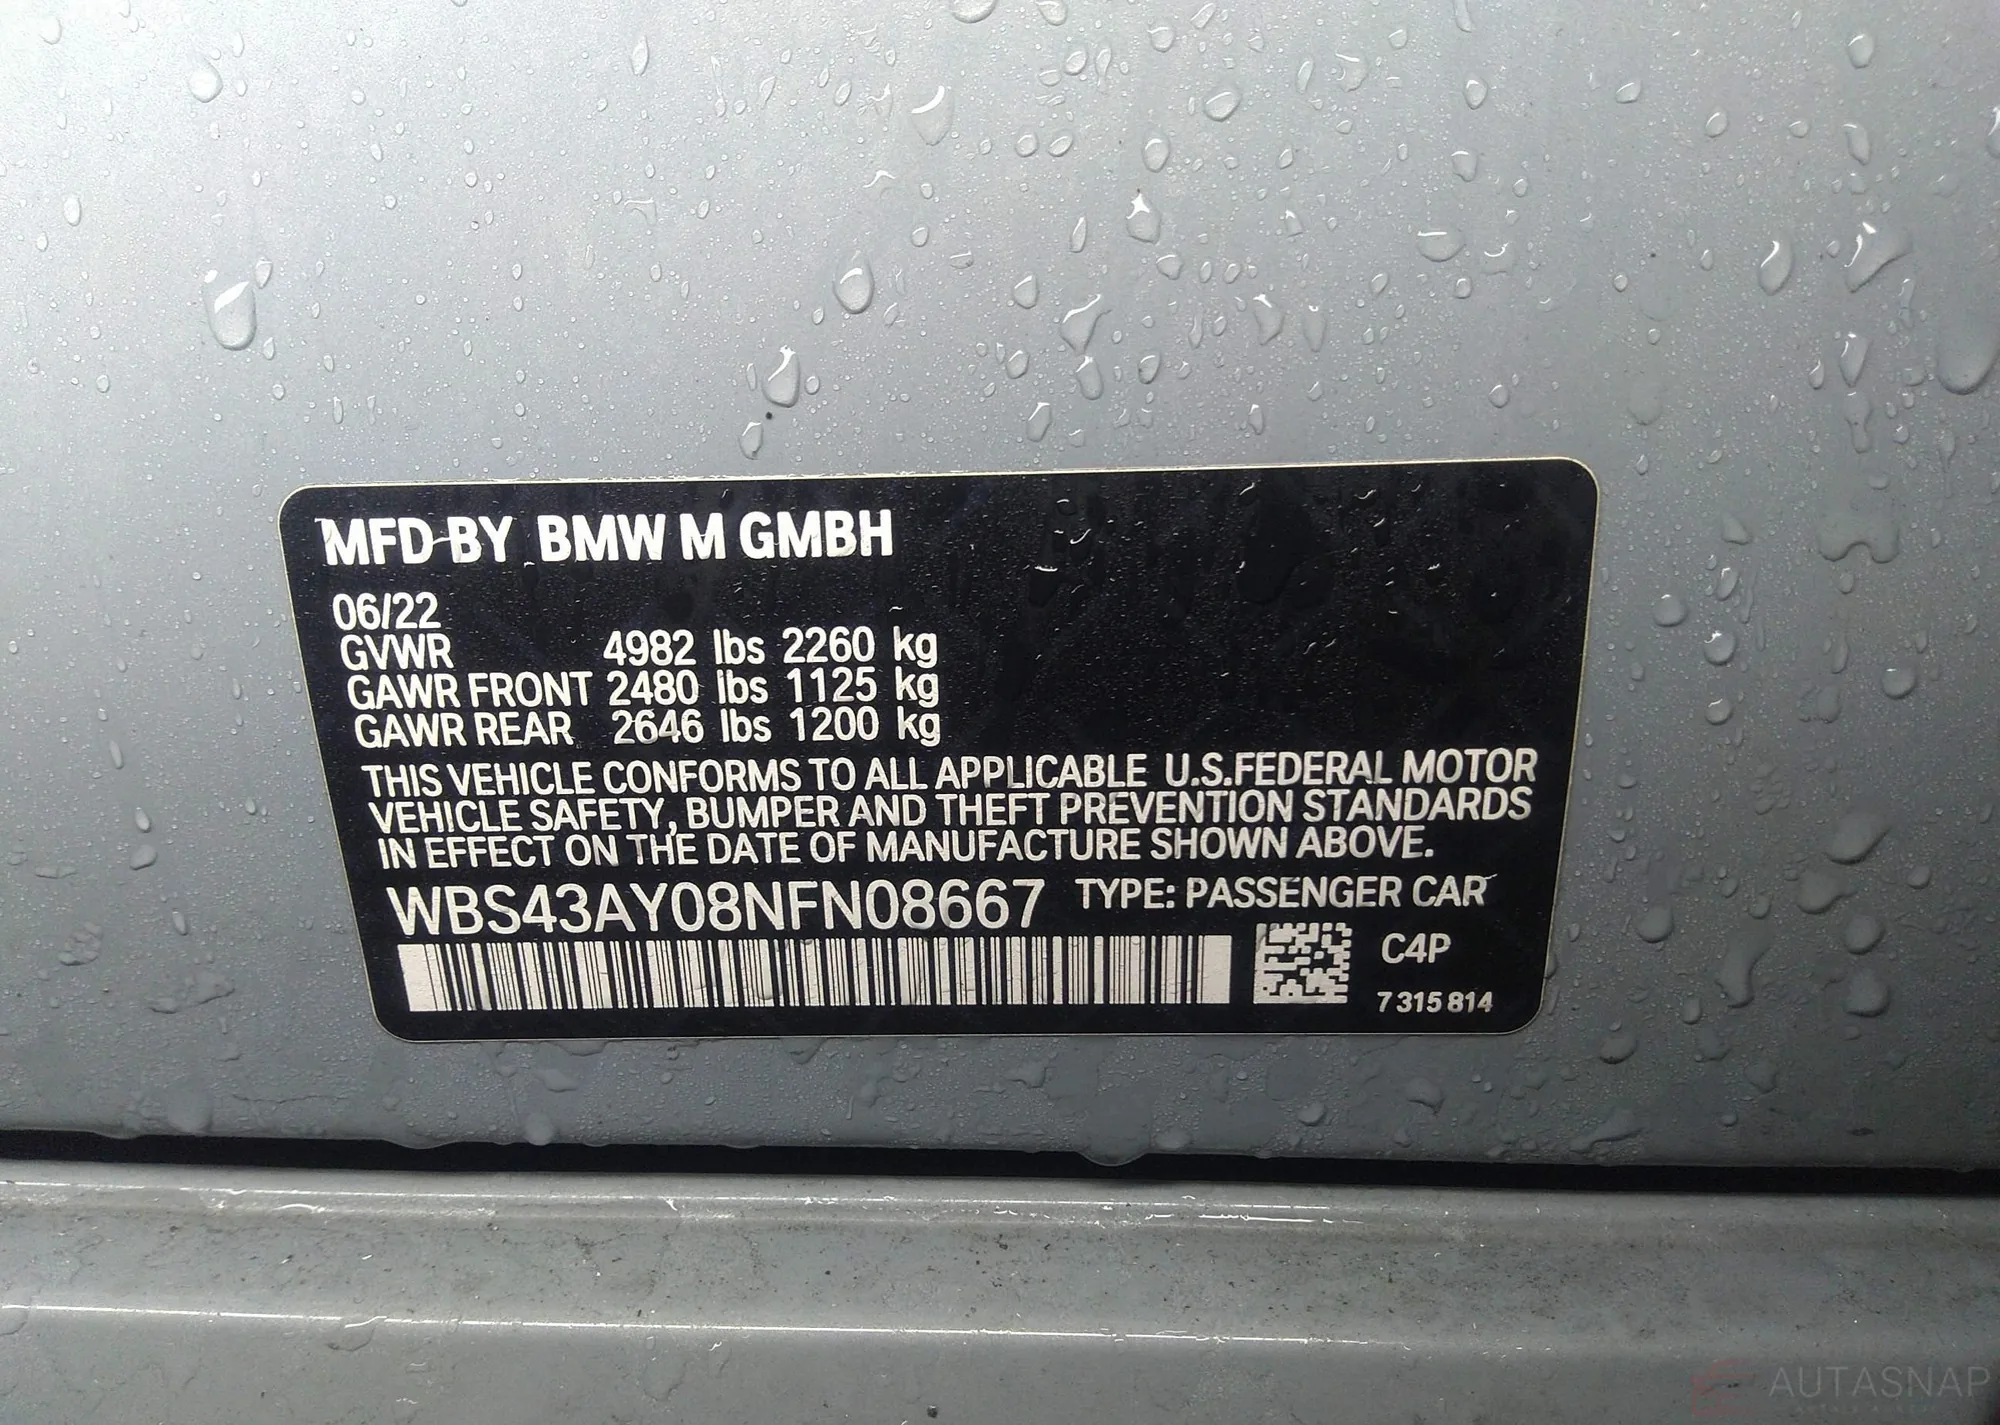 MFD BY BMW M GMBH
06/22
GVWR 4982 lbs 2260 kg
GAWR FRONT 2480 lbs 1125 kg
GAWR REAR 2646 lbs 1200 kg
THIS VEHICLE CONFORMS TO ALL APPLICABLE U.S.FEDERAL MOTOR
VEHICLE SAFETY, BUMPER AND THEFT PREVENTION STANDARDS
IN EFFECT ON THE DATE OF MANUFACTURE SHOWN ABOVE.
WBS43AY08NFN08667 TYPE: PASSENGER CAR
C4P
7 315 814
AUTASNAP